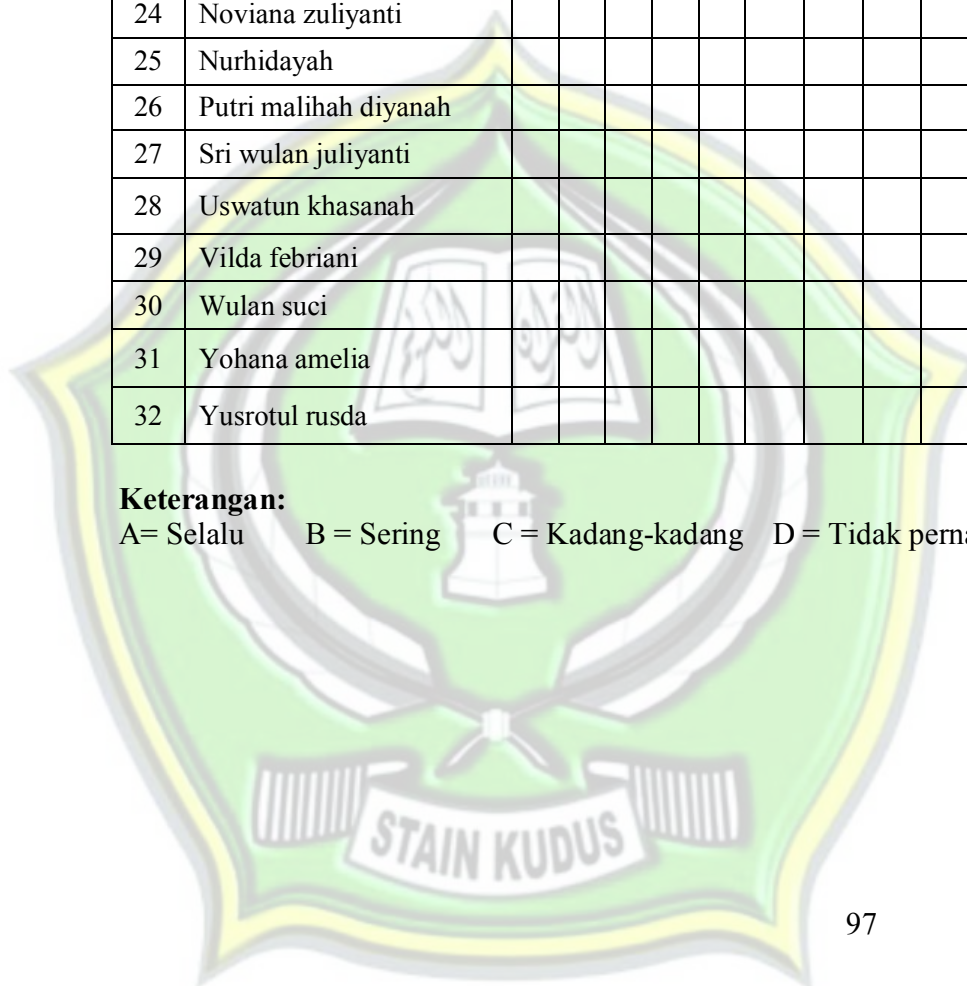 24 Noviana zuliyanti
25 Nurhidayah
26 Putri malihah diyanah
27 Sri wulan juliyanti
28 Uswatun khasanah
29 Vilda febriani
30 Wulan suci
31 Yohana amelia
32 Yusrotul rusda
Keterangan:
A= Selalu B = Sering C = Kadang-kadang D = Tidak perna
STAIN KUDUS
97